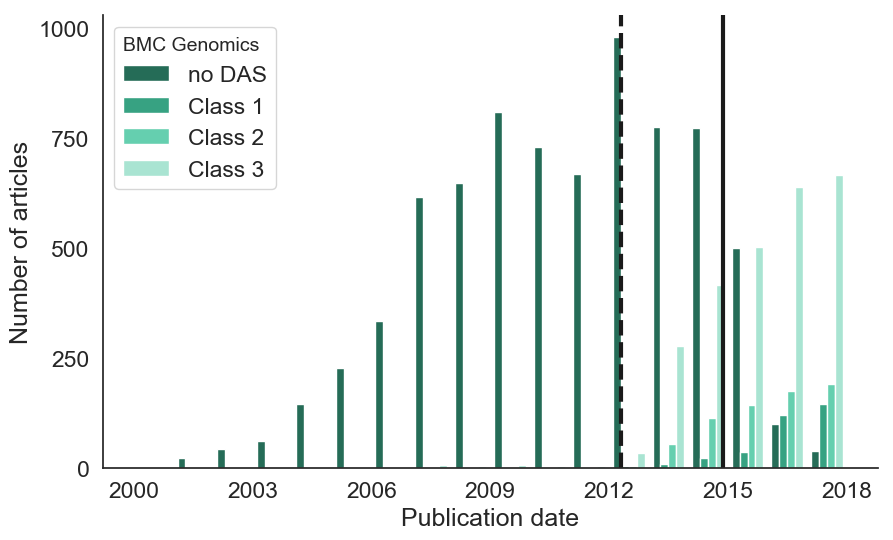 BMC Genomics
no DAS
Class 1
Class 2
Class 3
Number of articles
1000
750
500
250
0
2000 2003 2006 2009 2012 2015 2018
Publication date